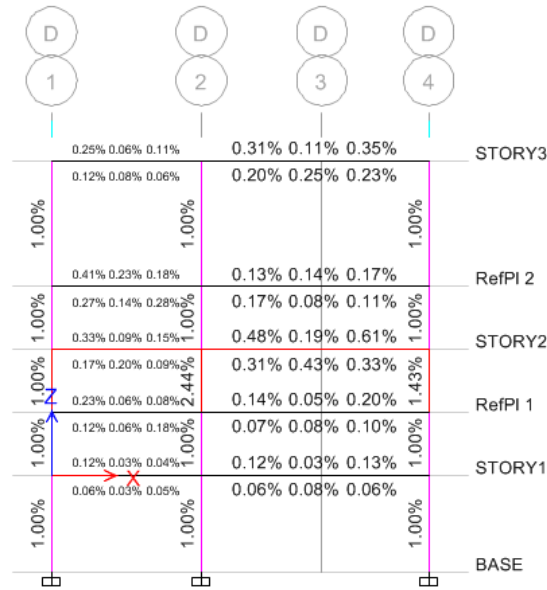 D D D D
1 2 3 4
0.25% 0.06% 0.11% 0.31% 0.11% 0.35% STORY3
0.12% 0.08% 0.06% 0.20% 0.25% 0.23%
1.00% 1.00% 1.00%
0.41% 0.23% 0.18% 0.13% 0.14% 0.17% RefPl 2
0.27% 0.14% 0.28% 0.17% 0.08% 0.11%
1.00% 1.00% 1.00%
0.33% 0.09% 0.15% 0.48% 0.19% 0.61% STORY2
0.17% 0.20% 0.09% 0.31% 0.43% 0.33%
1.00% 2.44% 1.43%
Z
0.23% 0.06% 0.08% 0.14% 0.05% 0.20% RefPl 1
0.12% 0.06% 0.18% 0.07% 0.08% 0.10%
1.00% 1.00% 1.00%
0.12% 0.03% 0.04% 0.12% 0.03% 0.13% STORY1
X
0.06% 0.03% 0.05% 0.06% 0.08% 0.06%
1.00% 1.00% 1.00%
BASE